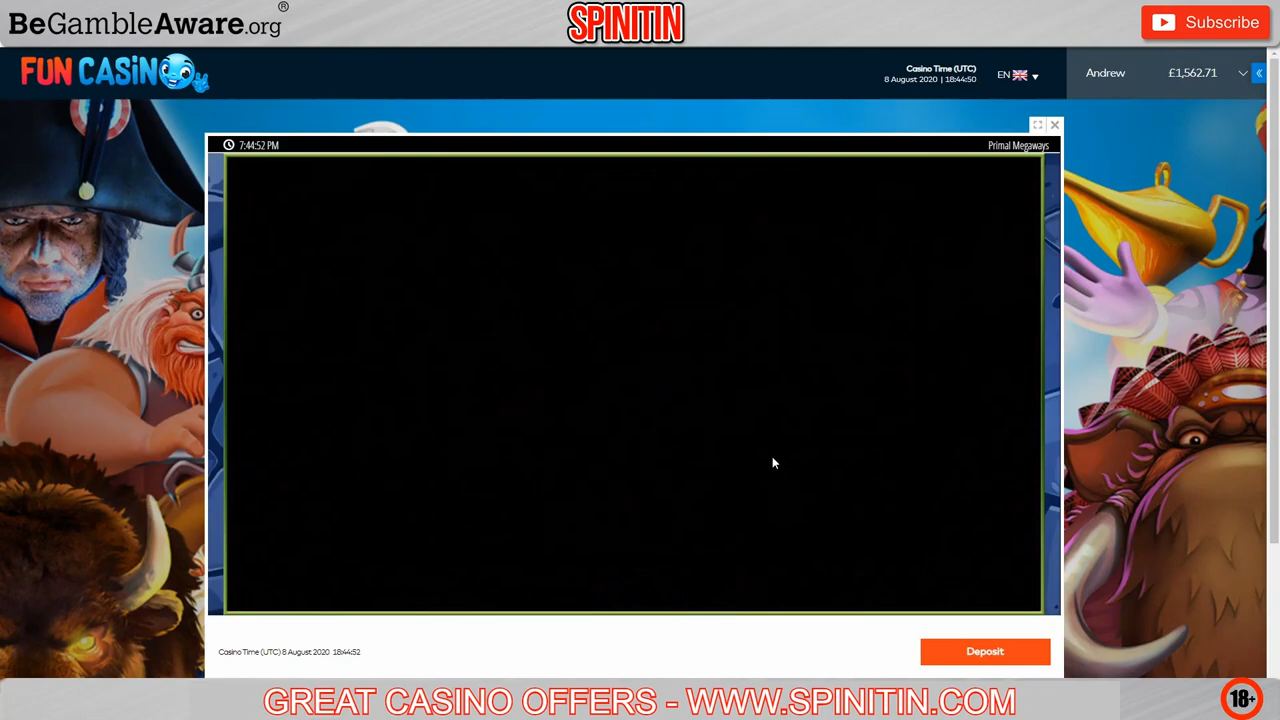 BeGambleAware.org®
SPINITIN
Subscribe
FUN CASINO
Casino Time (UTC)
8 August 2020 | 18:44:50
EN
Andrew
£1,562.71
7:44:52 PM
Primal Megaways
Casino Time (UTC) 8 August 2020 18:44:52
Deposit
GREAT CASINO OFFERS - WWW.SPINITIN.COM
18+